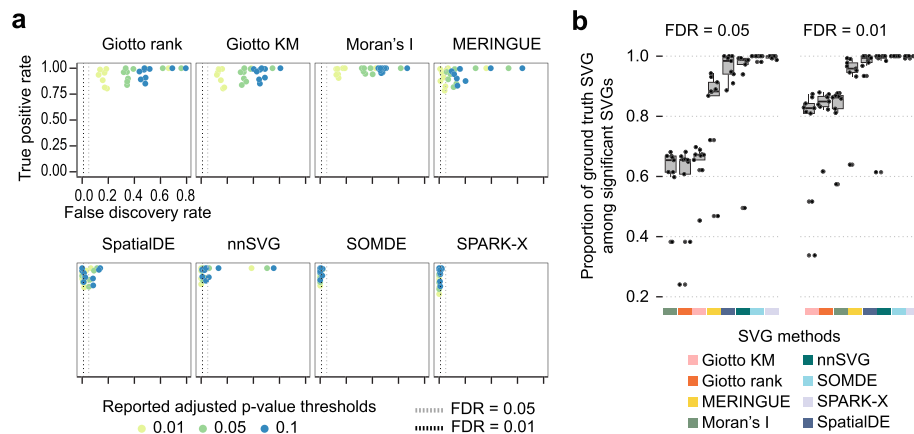 a
Giotto rank
Giotto KM
Moran's I
MERINGUE
True positive rate
1.00
0.75
0.50
0.25
0.00
0.0 0.2 0.4 0.6 0.8
False discovery rate
SpatialDE
nnSVG
SOMDE
SPARK-X
Reported adjusted p-value thresholds
0.01 0.05 0.1
FDR = 0.05
FDR = 0.01
b
FDR = 0.05
FDR = 0.01
Proportion of ground truth SVG
among significant SVGs
1.0
0.8
0.6
0.4
0.2
SVG methods
Giotto KM
Giotto rank
MERINGUE
Moran's I
nnSVG
SOMDE
SPARK-X
SpatialDE